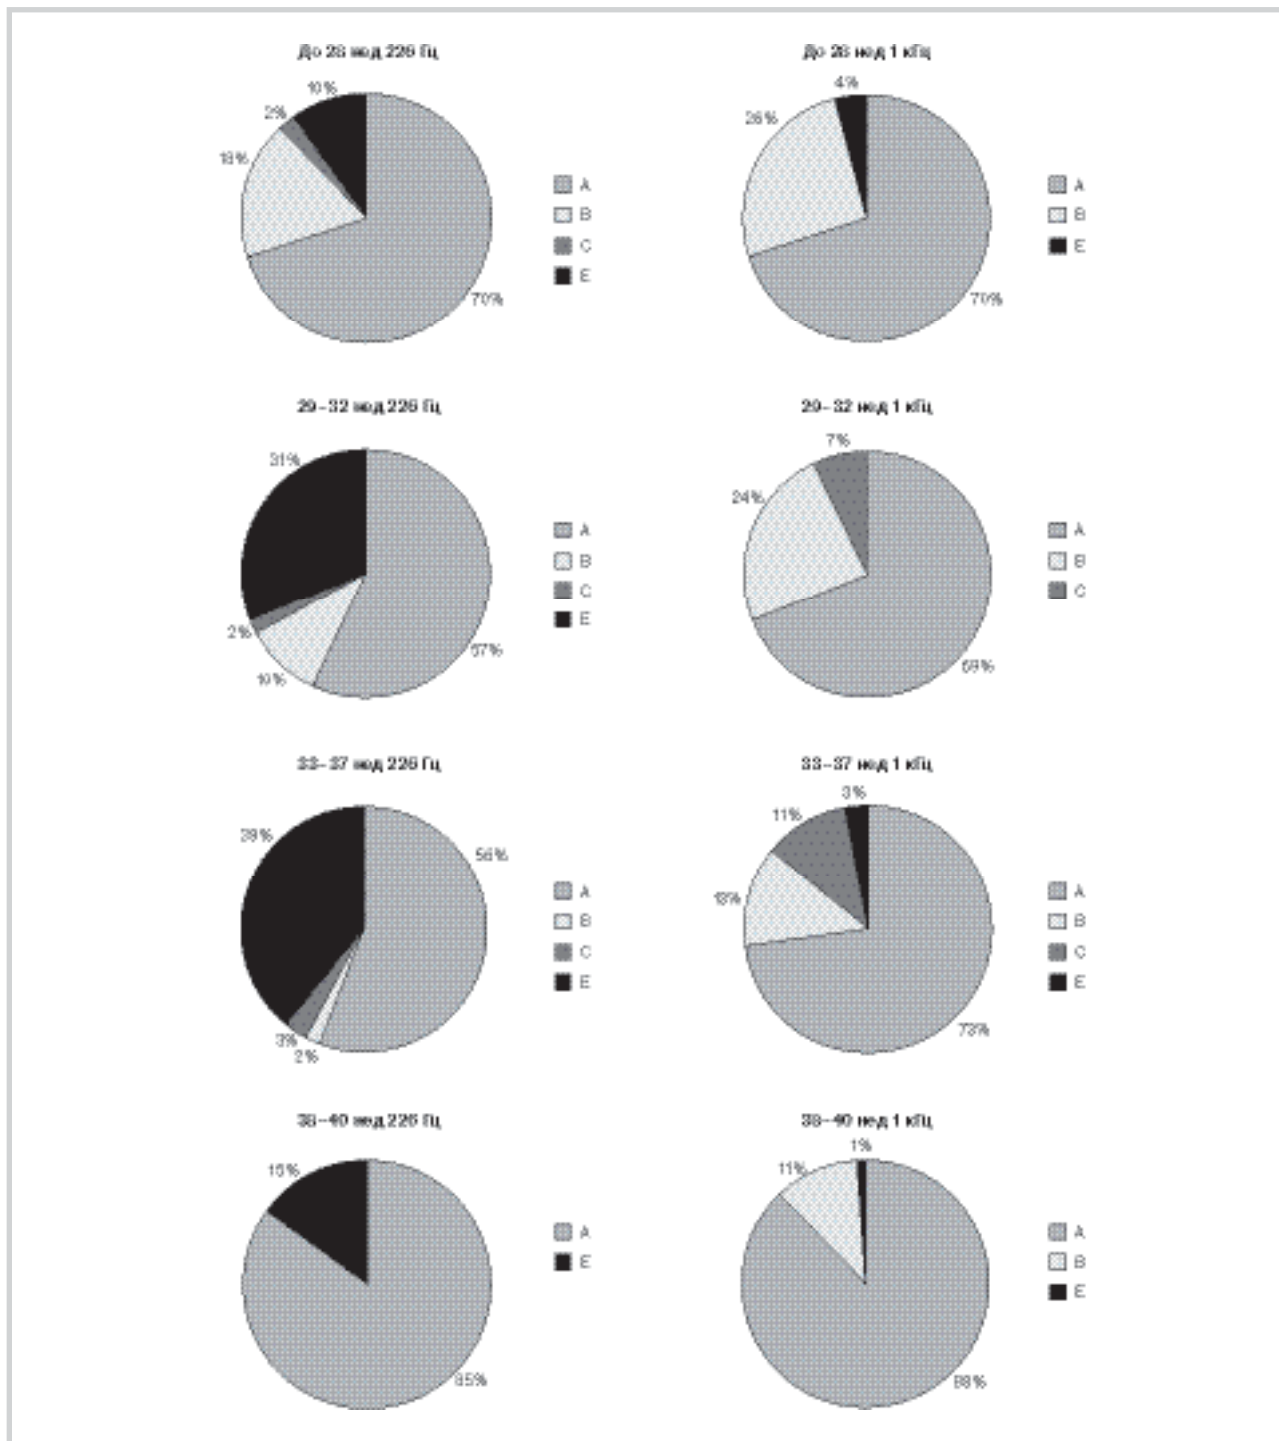 До 28 нед 226 Гц
10%
2%
18%
70%
A
B
C
E
До 28 нед 1 кГц
4%
26%
70%
A
B
E
29–32 нед 226 Гц
31%
2%
10%
57%
A
B
C
E
29–32 нед 1 кГц
7%
24%
69%
A
B
C
33–37 нед 226 Гц
39%
56%
3%
2%
A
B
C
E
33–37 нед 1 кГц
3%
11%
13%
73%
A
B
C
E
38–40 нед 226 Гц
15%
85%
A
E
38–40 нед 1 кГц
1%
11%
88%
A
B
E